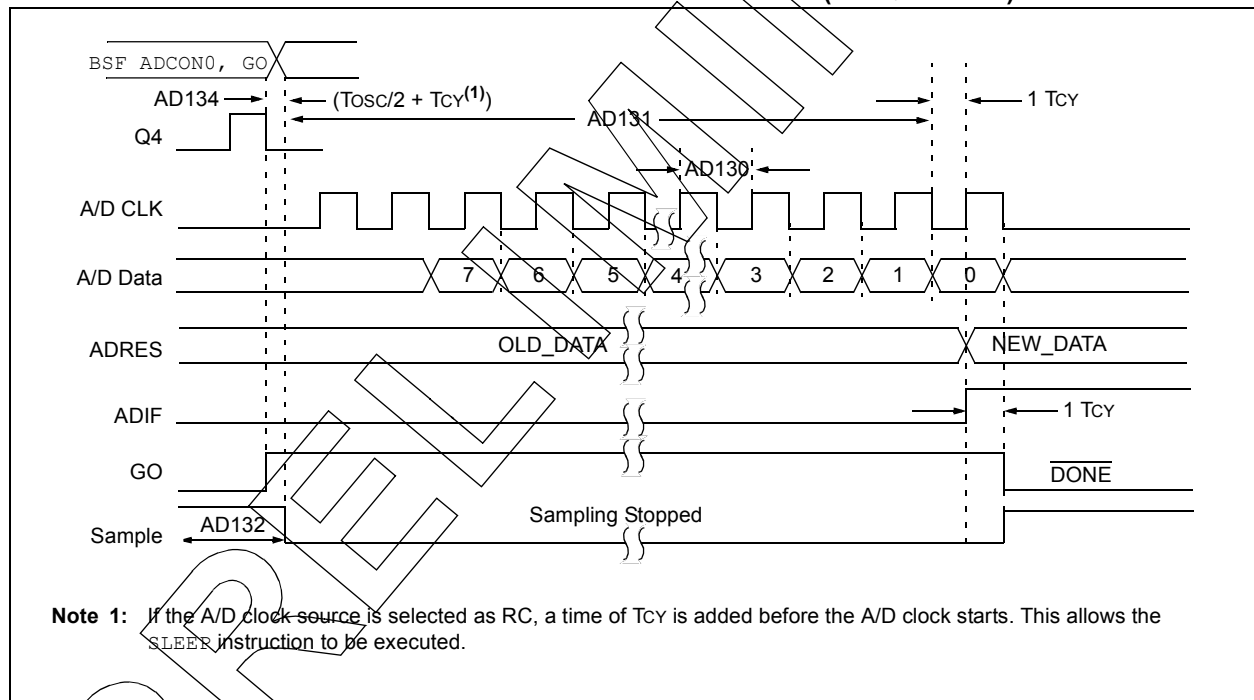 BSF ADCON0, GO
AD134 (TOSC/2 + TCY(1)) 1 TCY
AD131
Q4
AD130
A/D CLK
A/D Data 7 6 5 4 3 2 1 0
ADRES OLD_DATA NEW_DATA
ADIF 1 TCY
GO DONE
Sample AD132 Sampling Stopped
Note 1: If the A/D clock source is selected as RC, a time of TCY is added before the A/D clock starts. This allows the
SLEEP instruction to be executed.